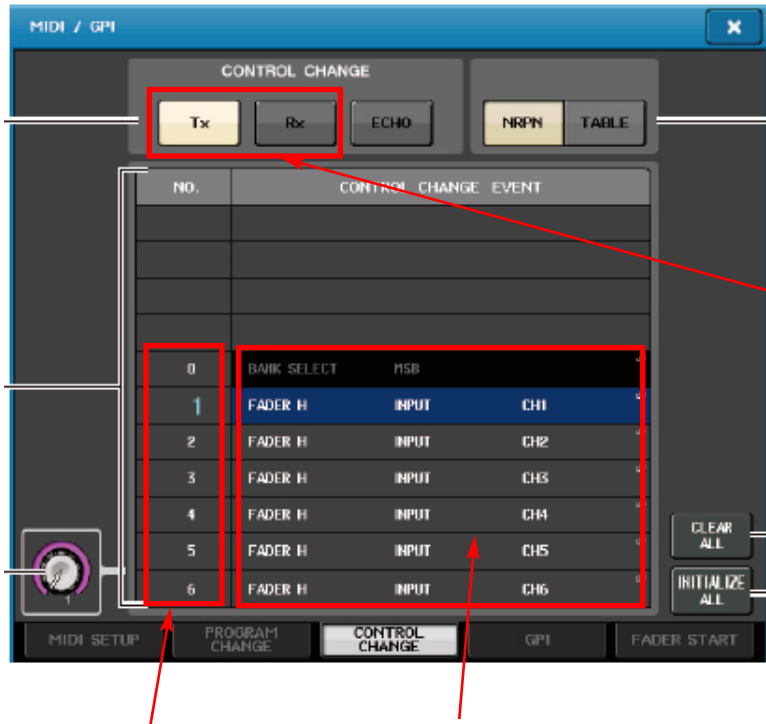 MIDI / GPI
CONTROL CHANGE
Tx Rx ECHO NRPN TABLE
NO. CONTROL CHANGE EVENT
0 BANK SELECT MSB
1 FADER H INPUT CH1
2 FADER H INPUT CH2
3 FADER H INPUT CH3
4 FADER H INPUT CH4
5 FADER H INPUT CH5
6 FADER H INPUT CH6
CLEAR
ALL
INITIALIZE
ALL
1
MIDI SETUP PROGRAM CHANGE CONTROL CHANGE GPI FADER START